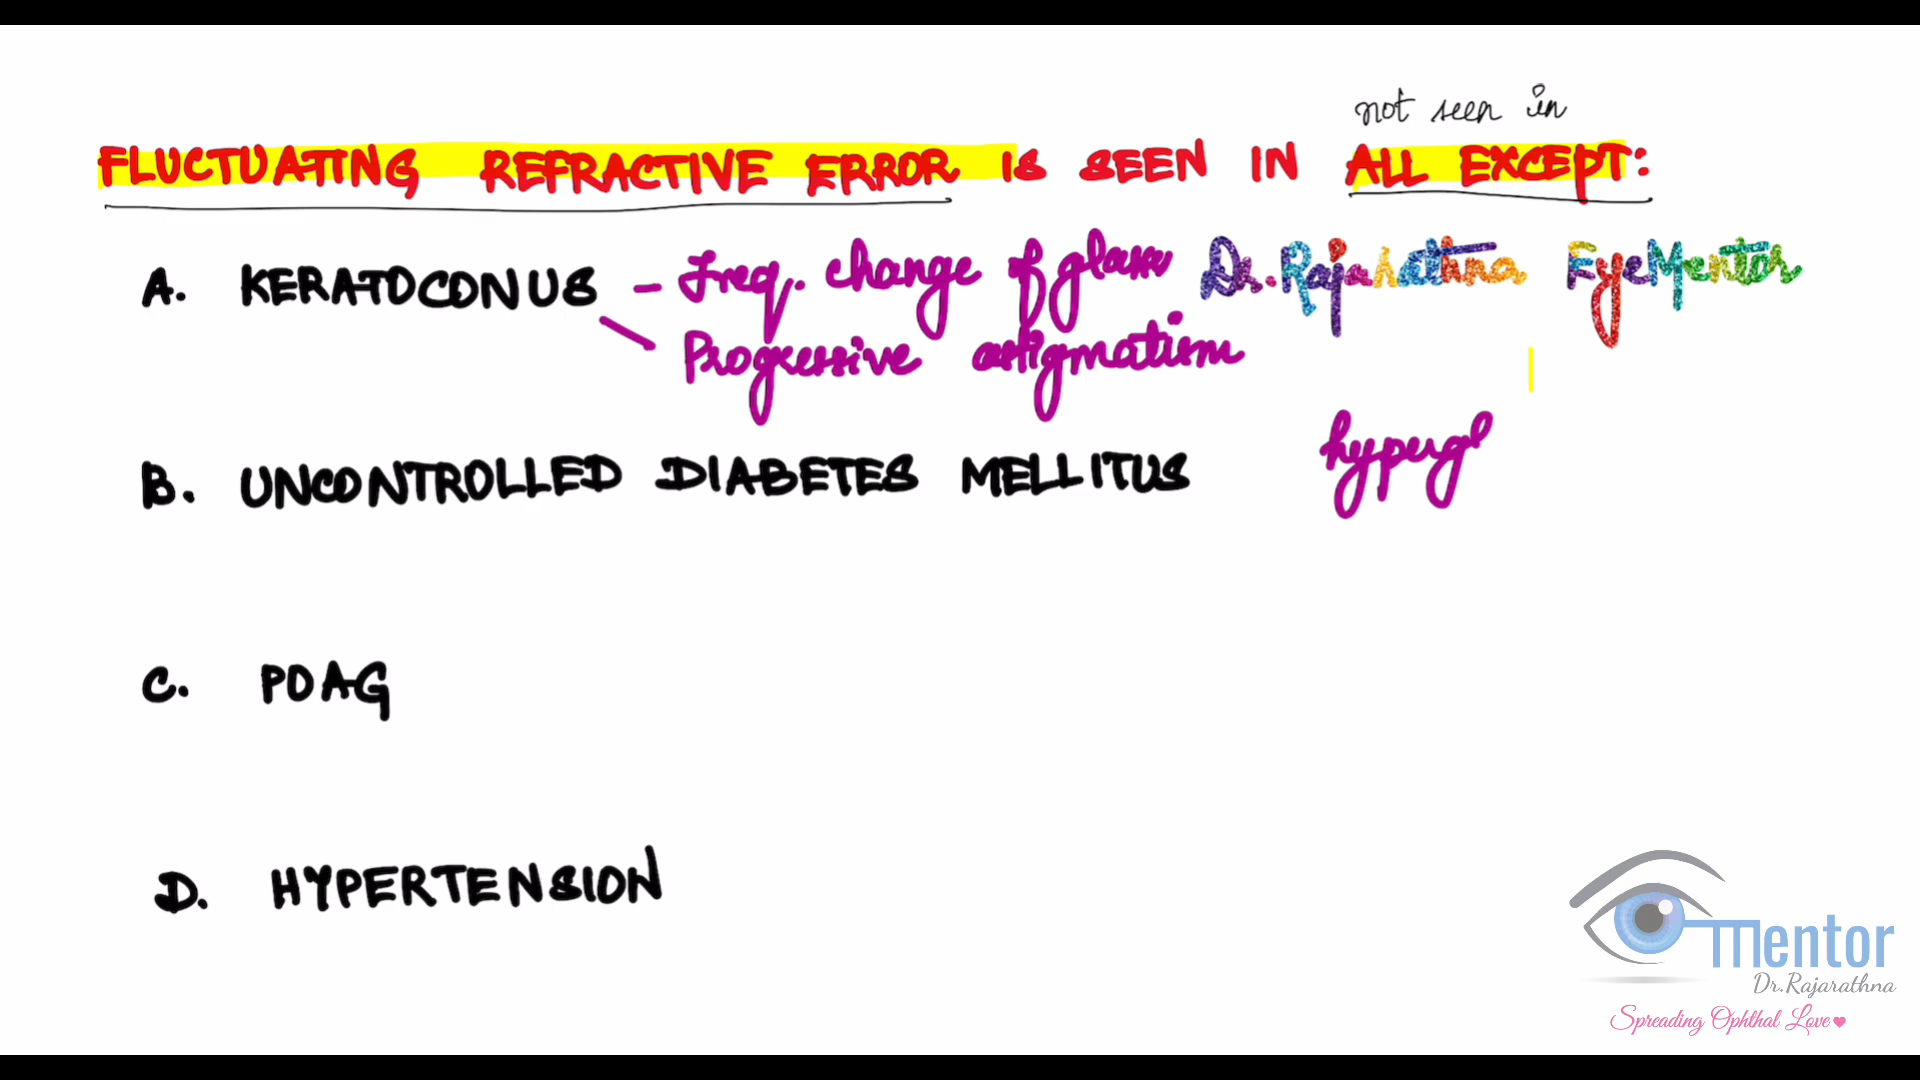 not seen in
FLUCTUATING REFRACTIVE ERROR IS SEEN IN ALL EXCEPT:
A. KERATOCONUS - Freq. change of glass Dr.Rajarathna EyeMentor
Progressive astigmatism
B. UNCONTROLLED DIABETES MELLITUS hypergl
C. POAG
D. HYPERTENSION
mentor
Dr.Rajarathna
Spreading Ophthal Love